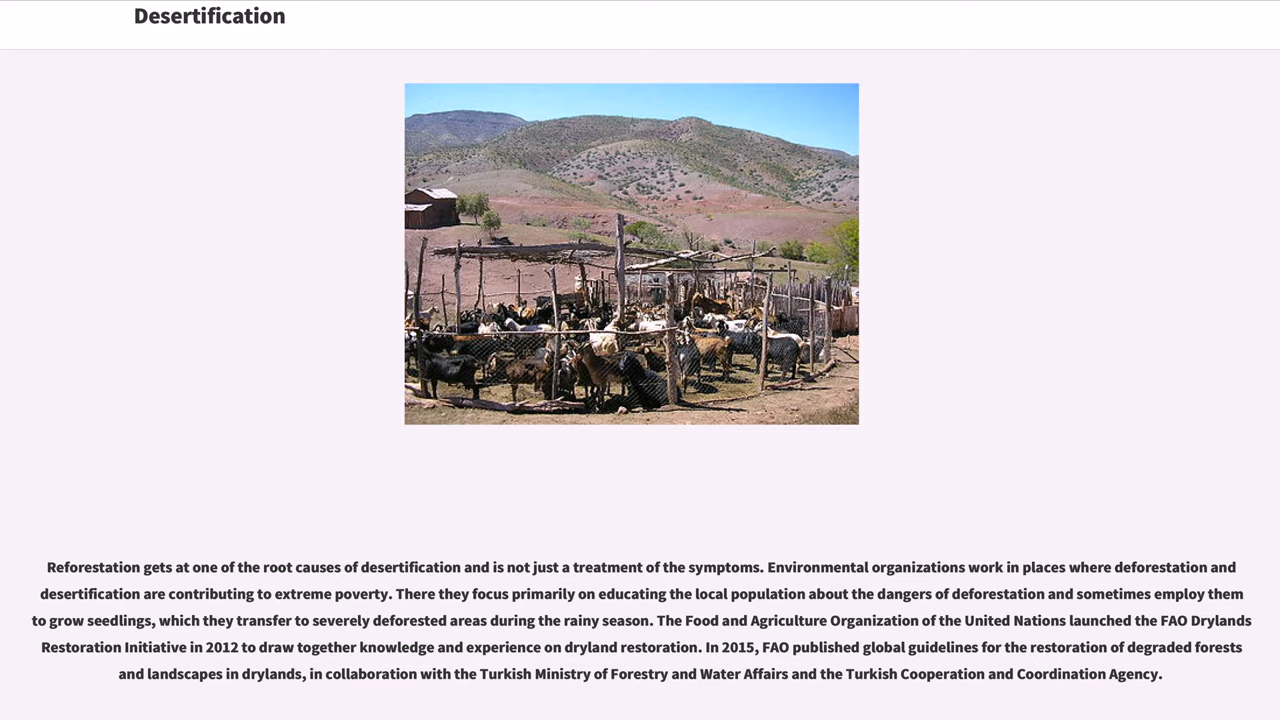 Desertification
Reforestation gets at one of the root causes of desertification and is not just a treatment of the symptoms. Environmental organizations work in places where deforestation and
desertification are contributing to extreme poverty. There they focus primarily on educating the local population about the dangers of deforestation and sometimes employ them
to grow seedlings, which they transfer to severely deforested areas during the rainy season. The Food and Agriculture Organization of the United Nations launched the FAO Drylands
Restoration Initiative in 2012 to draw together knowledge and experience on dryland restoration. In 2015, FAO published global guidelines for the restoration of degraded forests
and landscapes in drylands, in collaboration with the Turkish Ministry of Forestry and Water Affairs and the Turkish Cooperation and Coordination Agency.